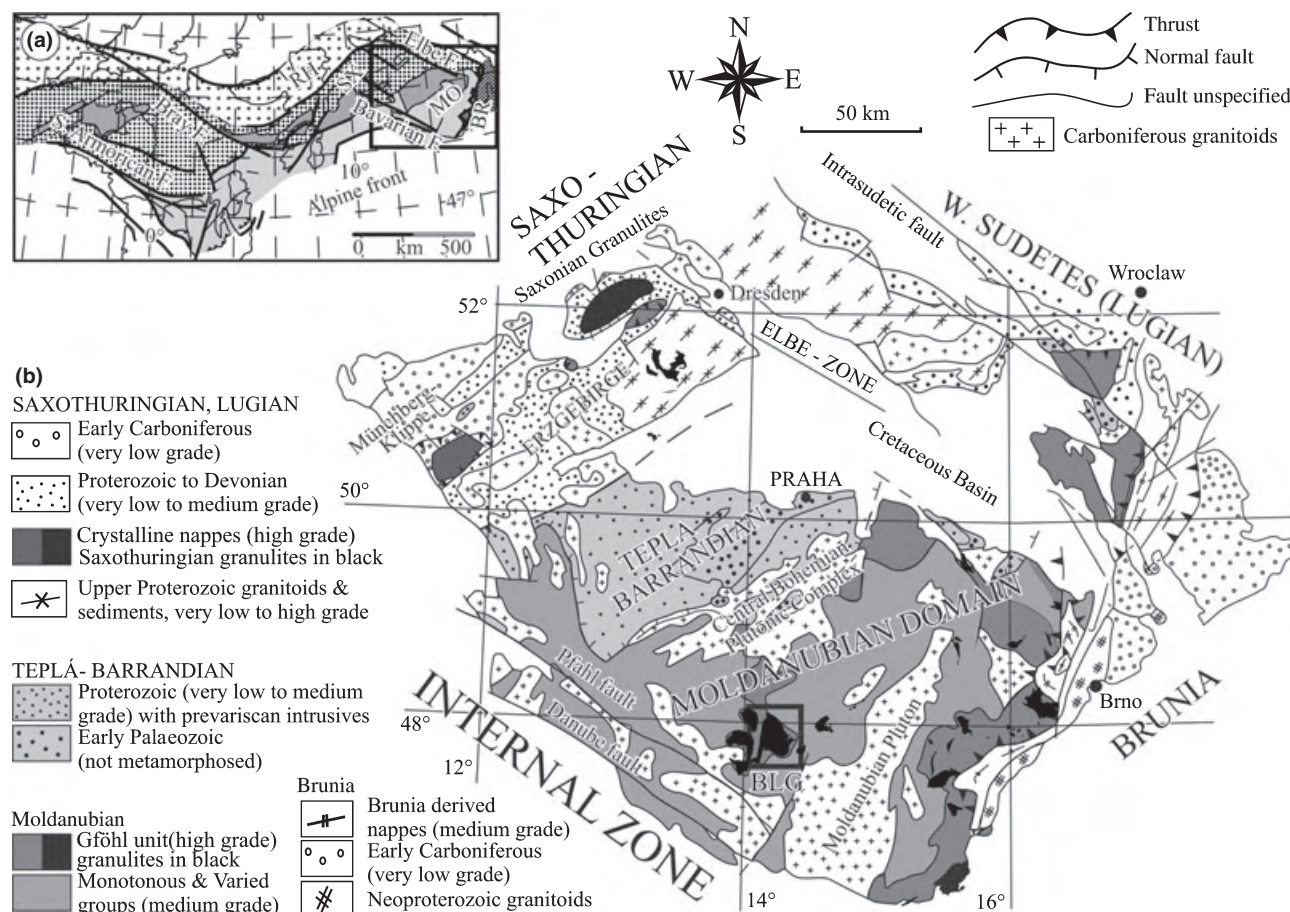 (a)
Elbe
RH.
S.
MO
BR
Bray F.
Bavarian F.
S. Armorican F.
10°
Alpine front
47°
0°
0 km 500
N
W E
S
50 km
Thrust
Normal fault
Fault unspecified
Carboniferous granitoids
SAXO -
THURINGIAN
Saxonian Granulites
Intrasudetic fault
W. SUDETES (LUGIAN)
Wroclaw
Dresden
52°
ELBE - ZONE
ERZGEBIRGE
Münchberg
Klippe
Cretaceous Basin
PRAHA
50°
TEPLA
BARRANDIAN
Central Bohemian
Plutonic Complex
MOLDANUBIAN DOMAIN
Pfahl fault
Danube fault
INTERNAL ZONE
48°
12°
BLG
Moldanubian Pluton
Brno
BRUNIA
14°
16°
(b)
SAXOTHURINGIAN, LUGIAN
Early Carboniferous
(very low grade)
Proterozoic to Devonian
(very low to medium grade)
Crystalline nappes (high grade)
Saxothuringian granulites in black
Upper Proterozoic granitoids &
sediments, very low to high grade
TEPLÁ- BARRANDIAN
Proterozoic (very low to medium
grade) with prevariscan intrusives
Early Palaeozoic
(not metamorphosed)
Moldanubian
Gföhl unit(high grade)
granulites in black
Monotonous & Varied
groups (medium grade)
Brunia
Brunia derived
nappes (medium grade)
Early Carboniferous
(very low grade)
Neoproterozoic granitoids